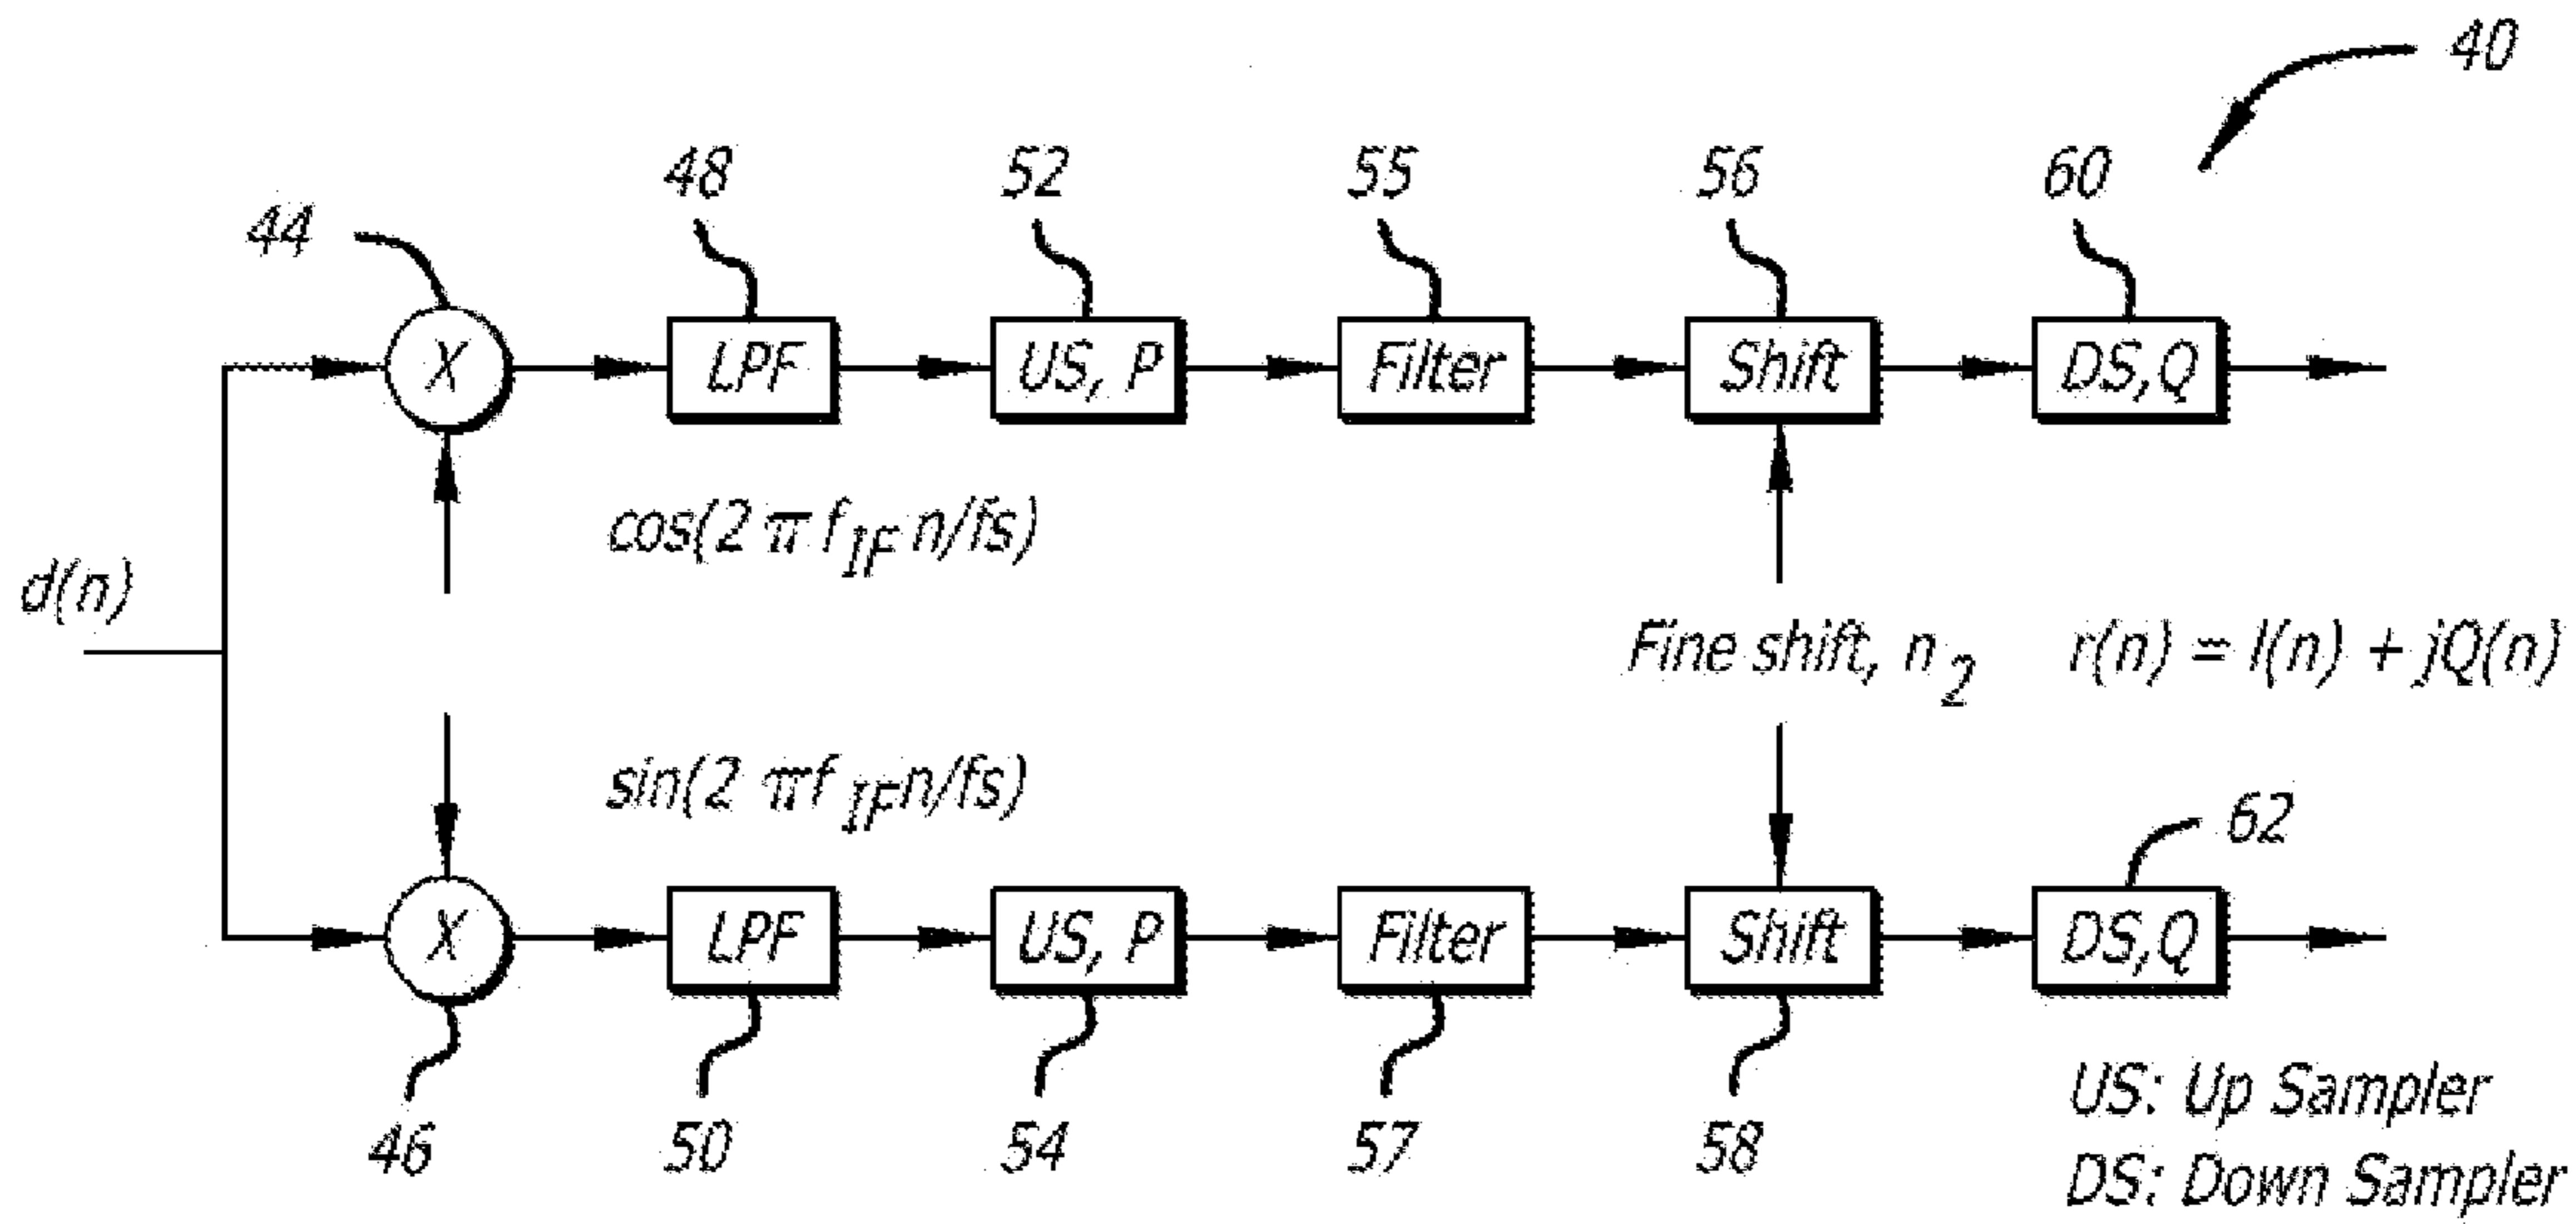 40
48
52
55
56
60
44
X
LPF
US, P
Filter
Shift
DS,Q
cos(2 π f_IF n/fs)
d(n)
Fine shift, n_2
r(n) = I(n) + jQ(n)
sin(2 πf_IF n/fs)
62
X
LPF
US, P
Filter
Shift
DS,Q
46
50
54
57
58
US: Up Sampler
DS: Down Sampler